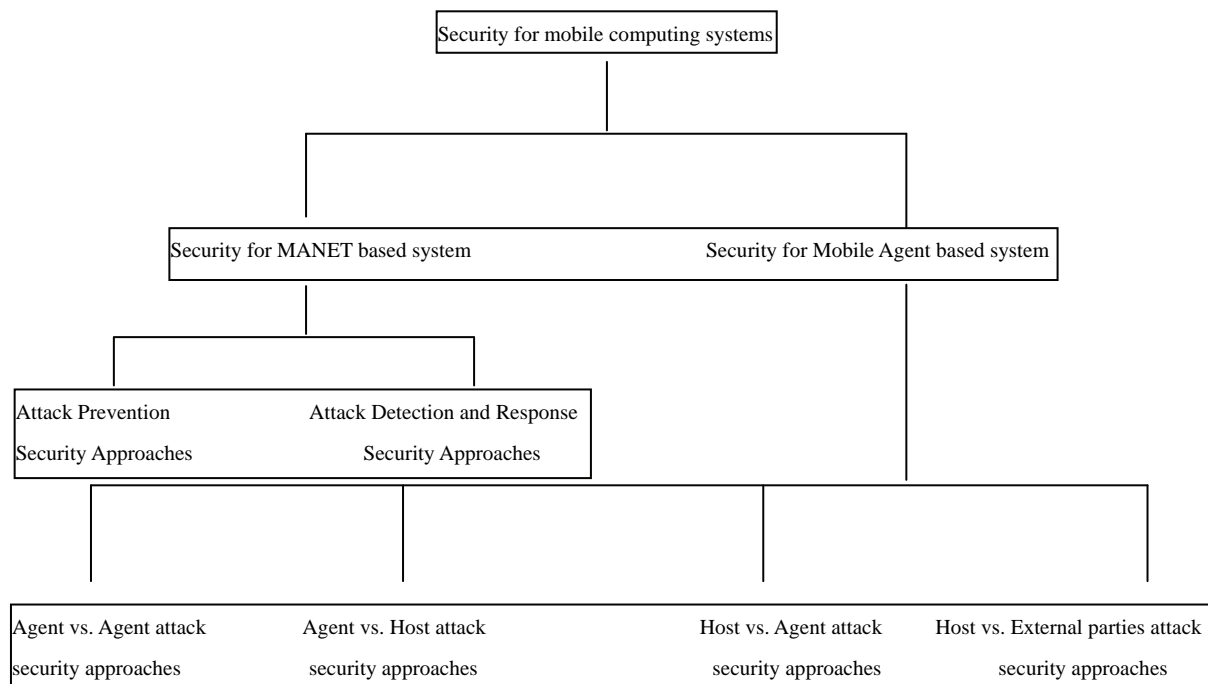 Security for mobile computing systems
Security for MANET based system Security for Mobile Agent based system
Attack Prevention Attack Detection and Response
Security Approaches Security Approaches
Agent vs. Agent attack Agent vs. Host attack Host vs. Agent attack Host vs. External parties attack
security approaches security approaches security approaches security approaches